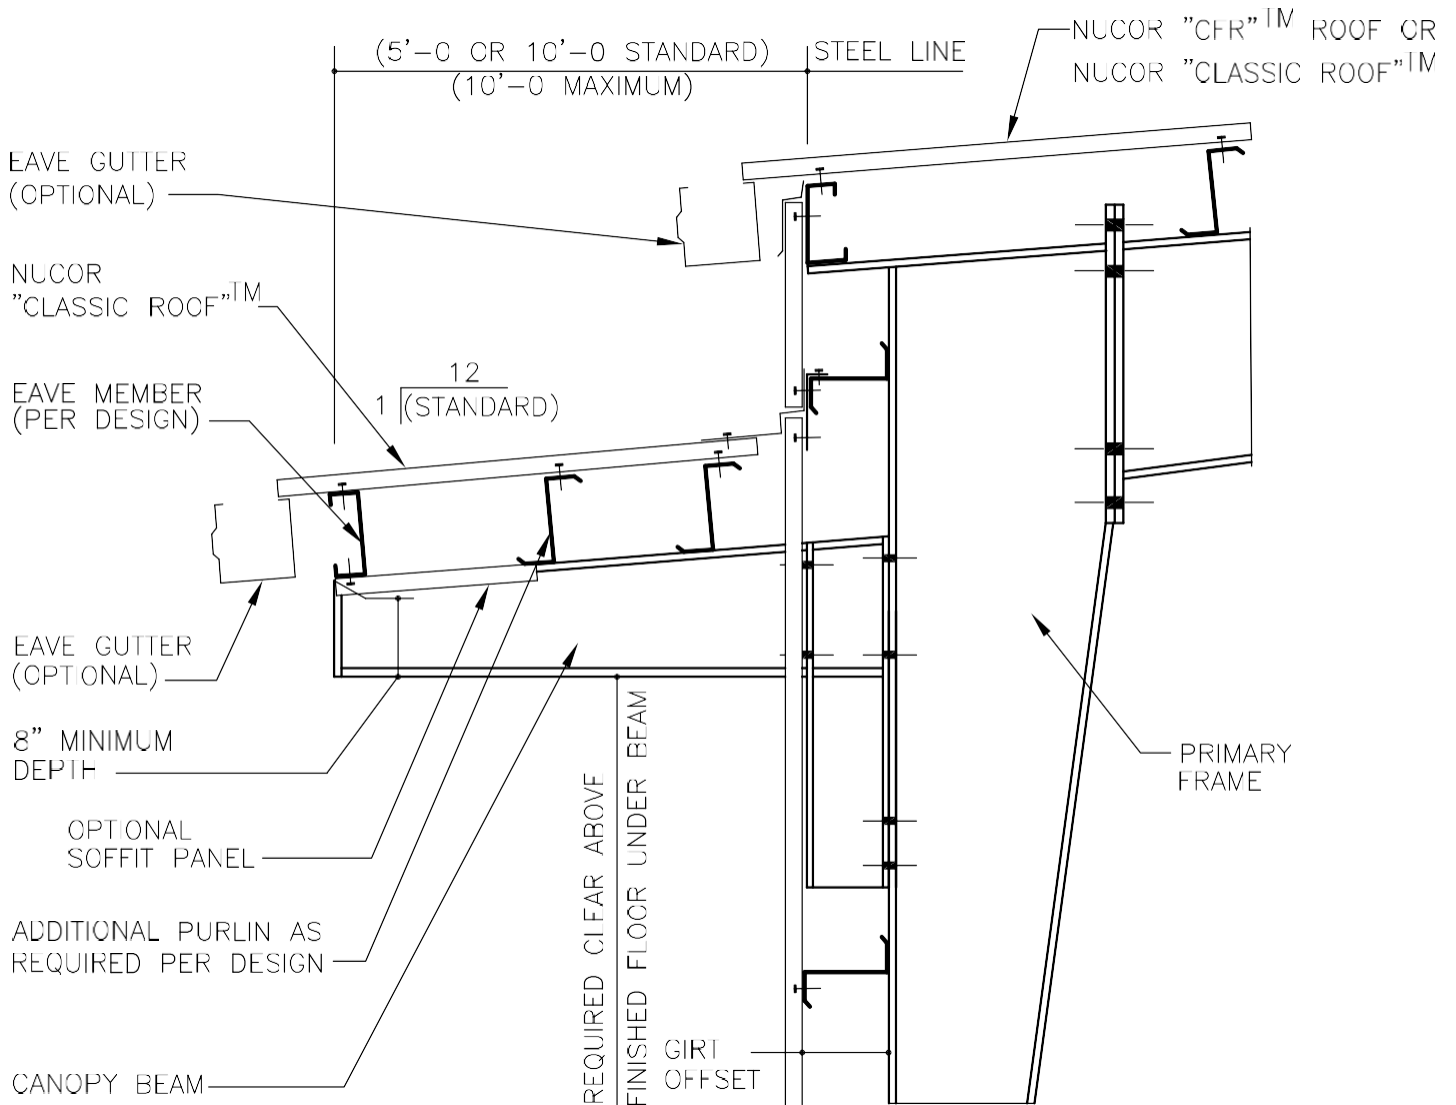 (5'-0 OR 10'-0 STANDARD)
(10'-0 MAXIMUM)
STEEL LINE
NUCOR "CFR"™ ROOF OR
NUCOR "CLASSIC ROOF"™
EAVE GUTTER
(OPTIONAL)
NUCOR
"CLASSIC ROOF"™
EAVE MEMBER
(PER DESIGN)
12
1 (STANDARD)
EAVE GUTTER
(OPTIONAL)
8" MINIMUM
DEPTH
OPTIONAL
SOFFIT PANEL
ADDITIONAL PURLIN AS
REQUIRED PER DESIGN
CANOPY BEAM
REQUIRED CLEAR ABOVE
FINISHED FLOOR UNDER BEAM
GIRT
OFFSET
PRIMARY
FRAME